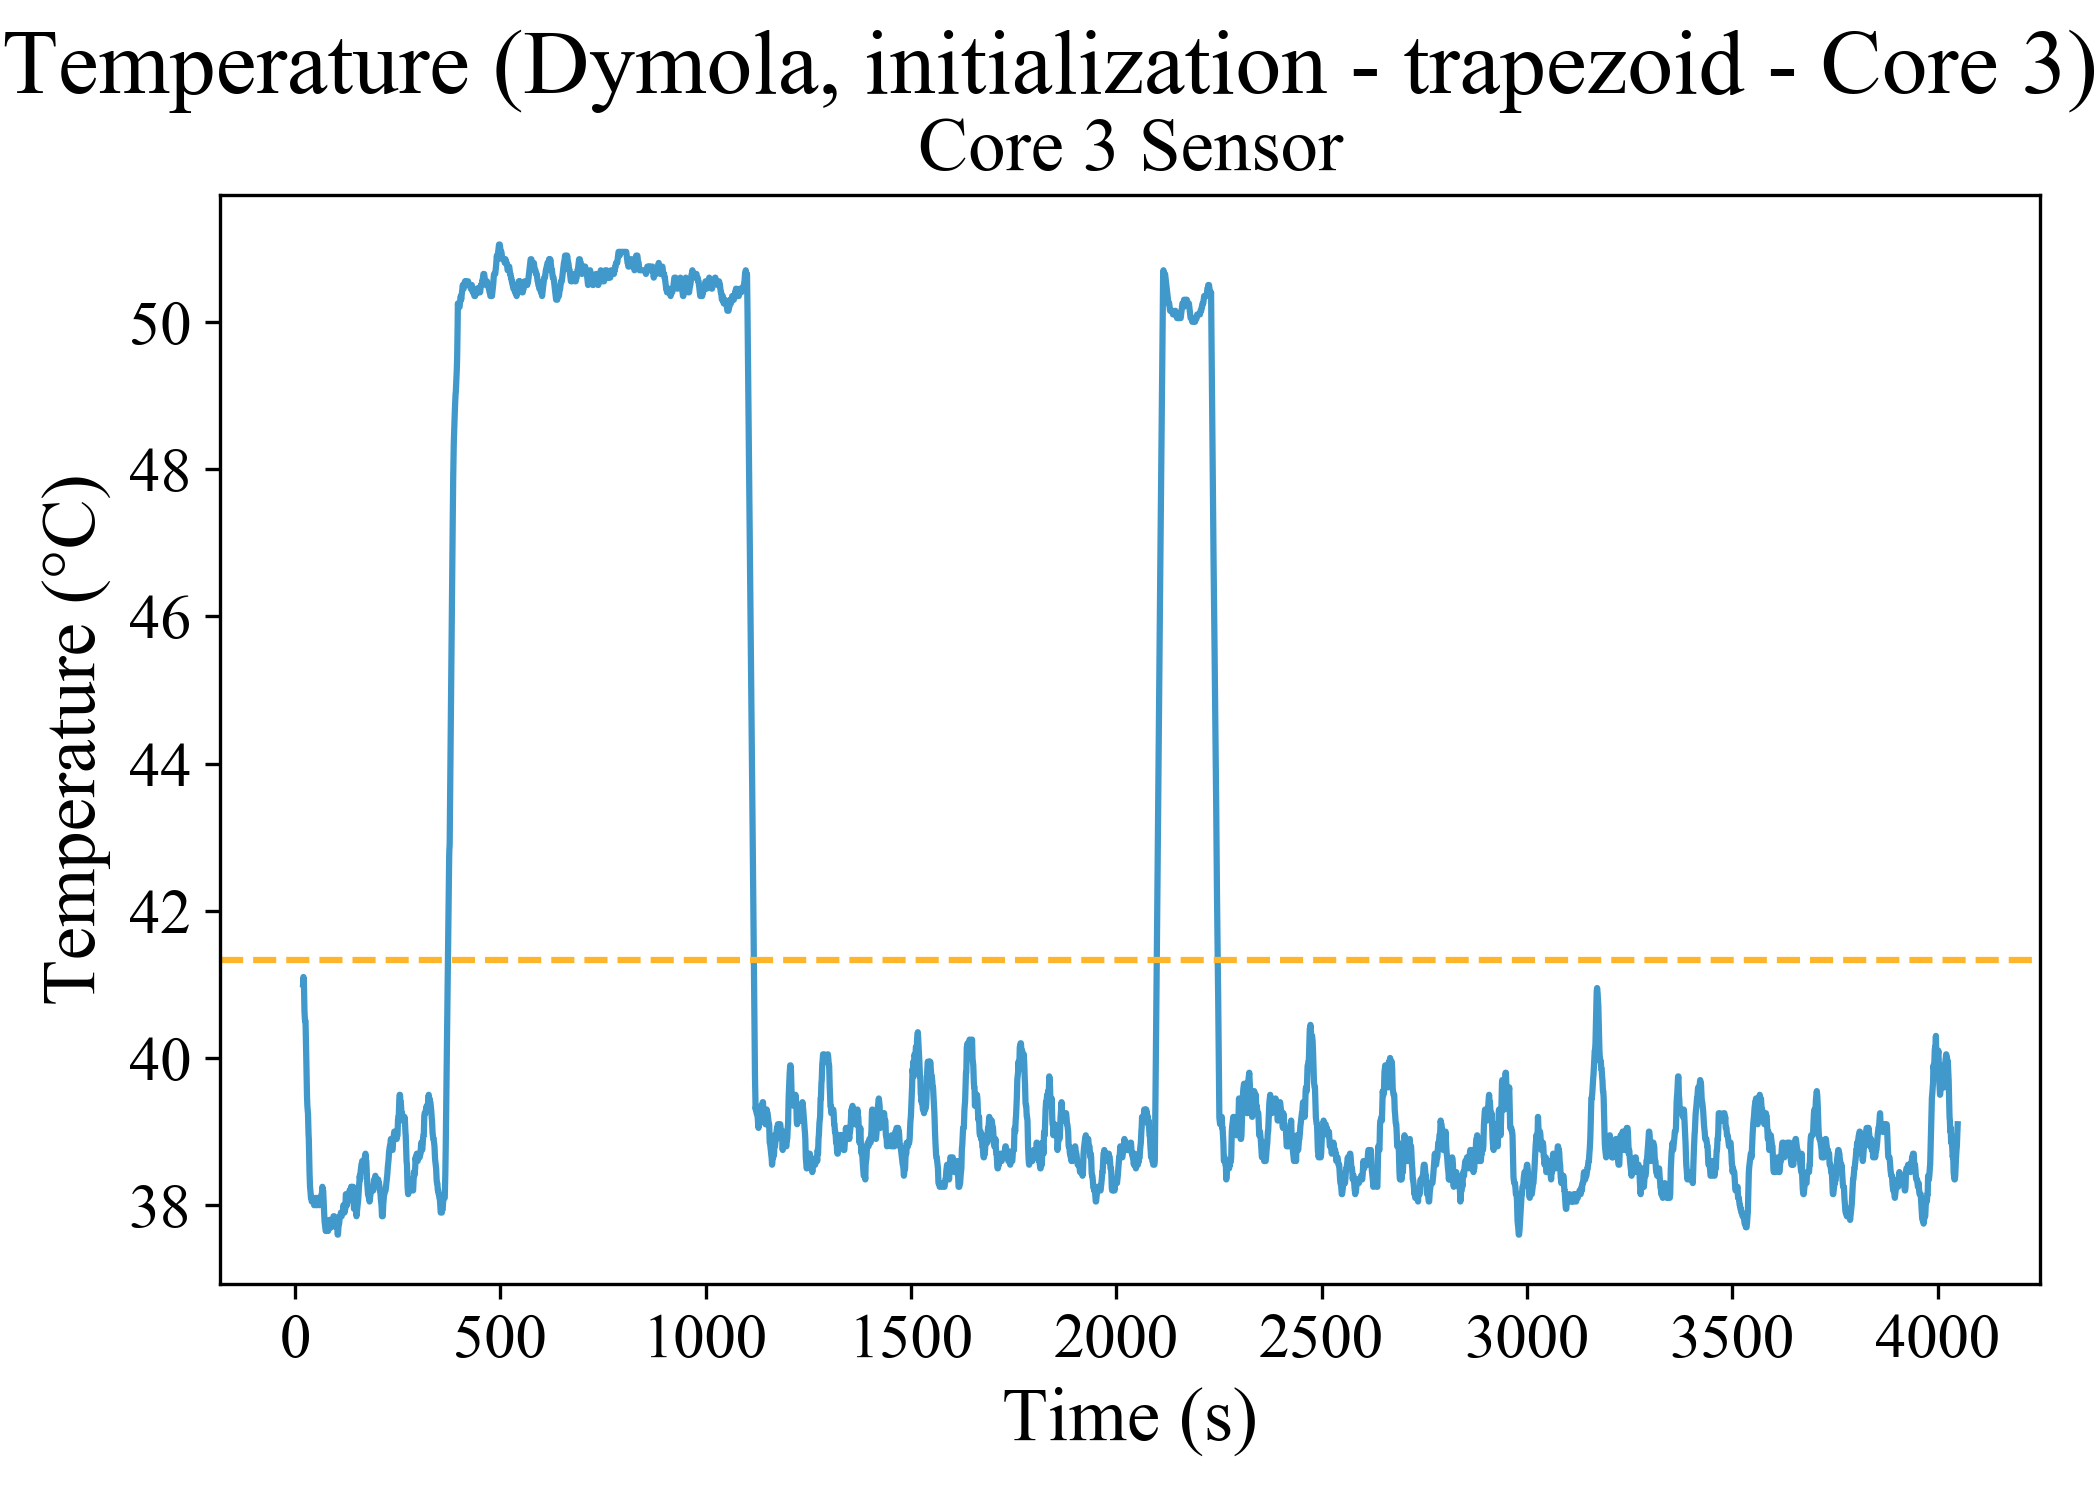 Temperature (Dymola, initialization - trapezoid - Core 3)
Core 3 Sensor
Temperature (°C)
50
48
46
44
42
40
38
0 500 1000 1500 2000 2500 3000 3500 4000
Time (s)